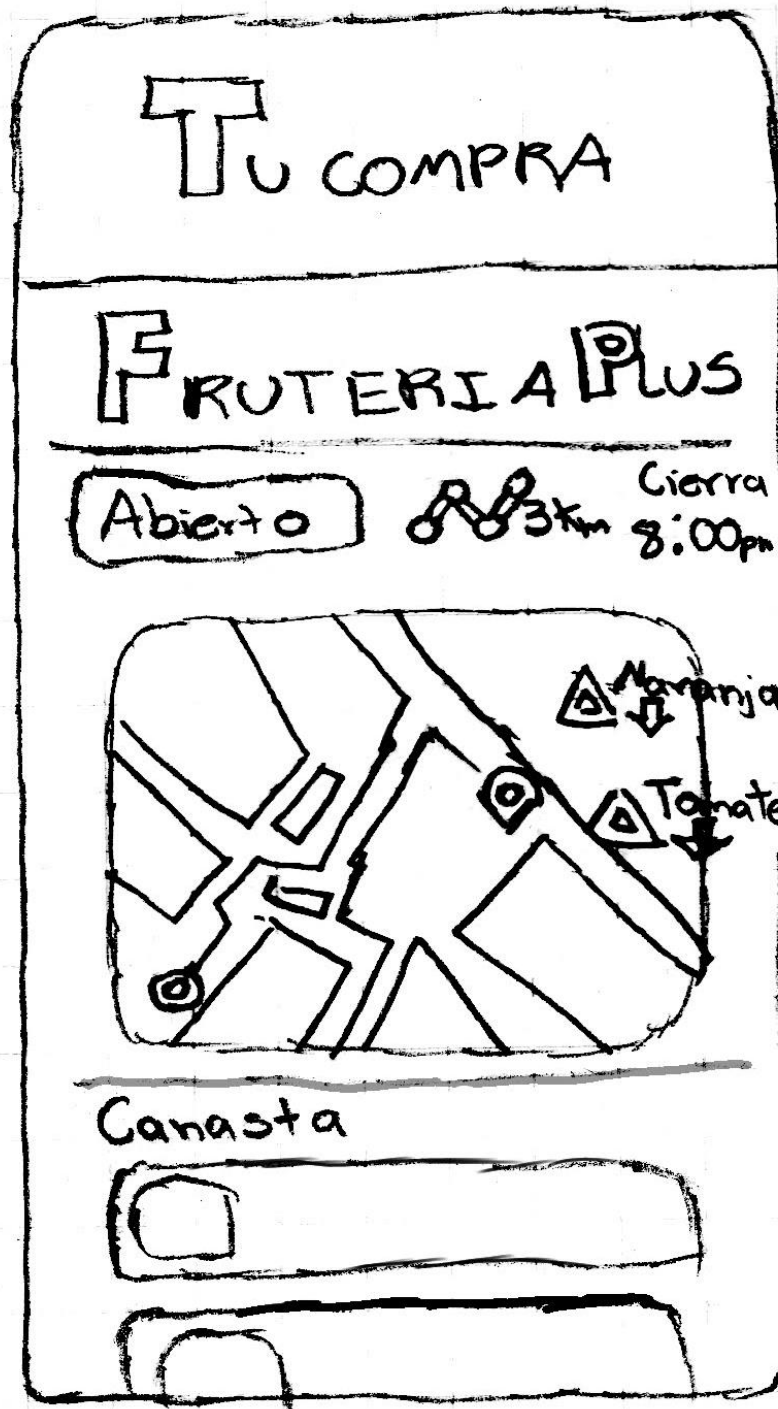 TU COMPRA
FRUTERIA PLUS
Abierto
3km
Cierra
8:00pm
Naranja
Tomate
Canasta